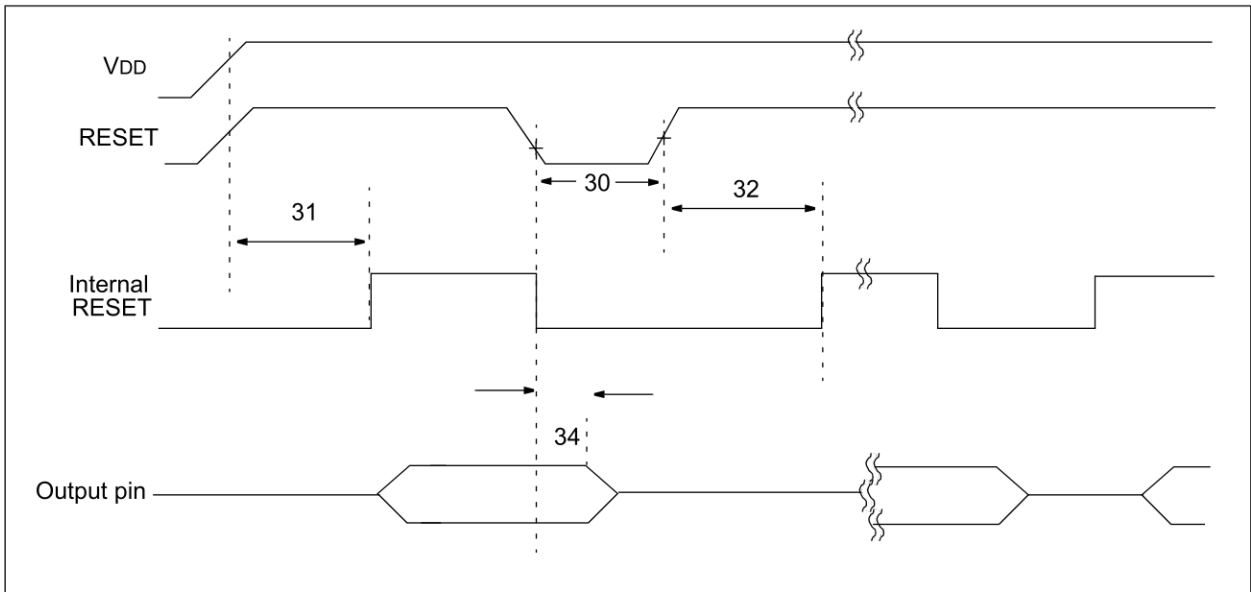 VDD
RESET
30
32
31
Internal
RESET
34
Output pin